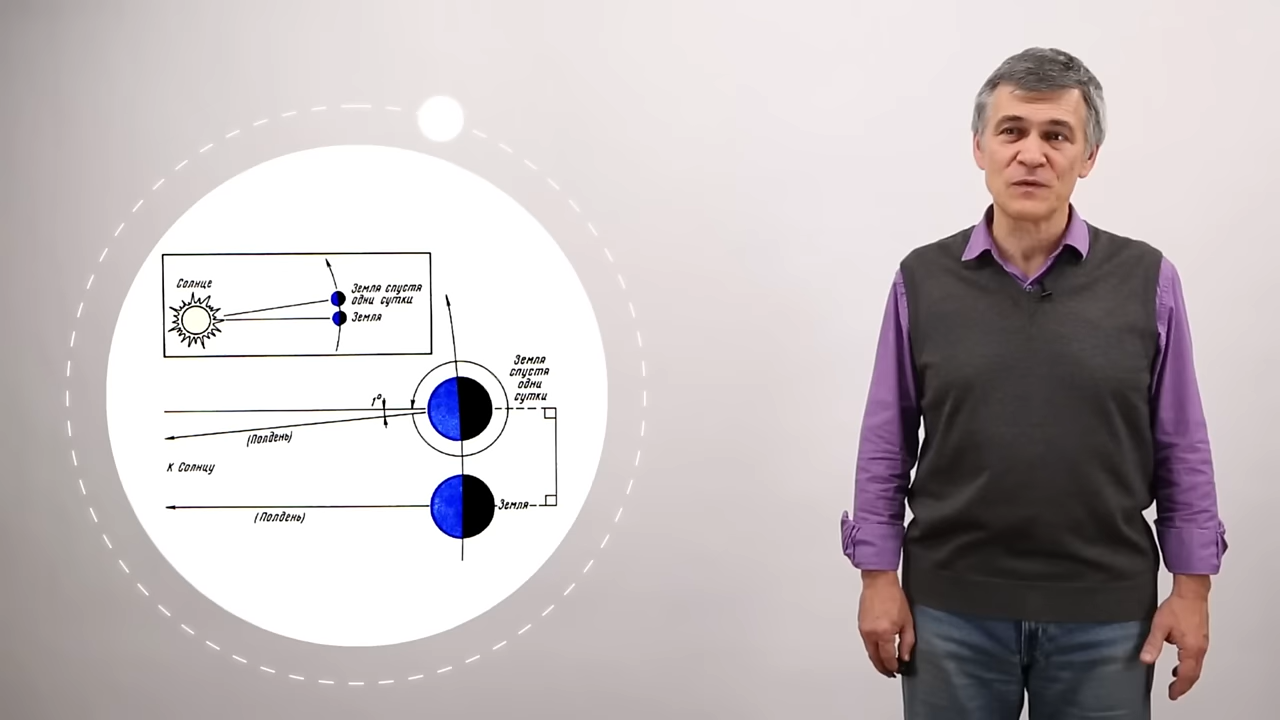 Солнце
Земля спустя
одни сутки
Земля
Земля
спустя
одни
сутки
1°
(Полдень)
К Солнцу
Земля
(Полдень)